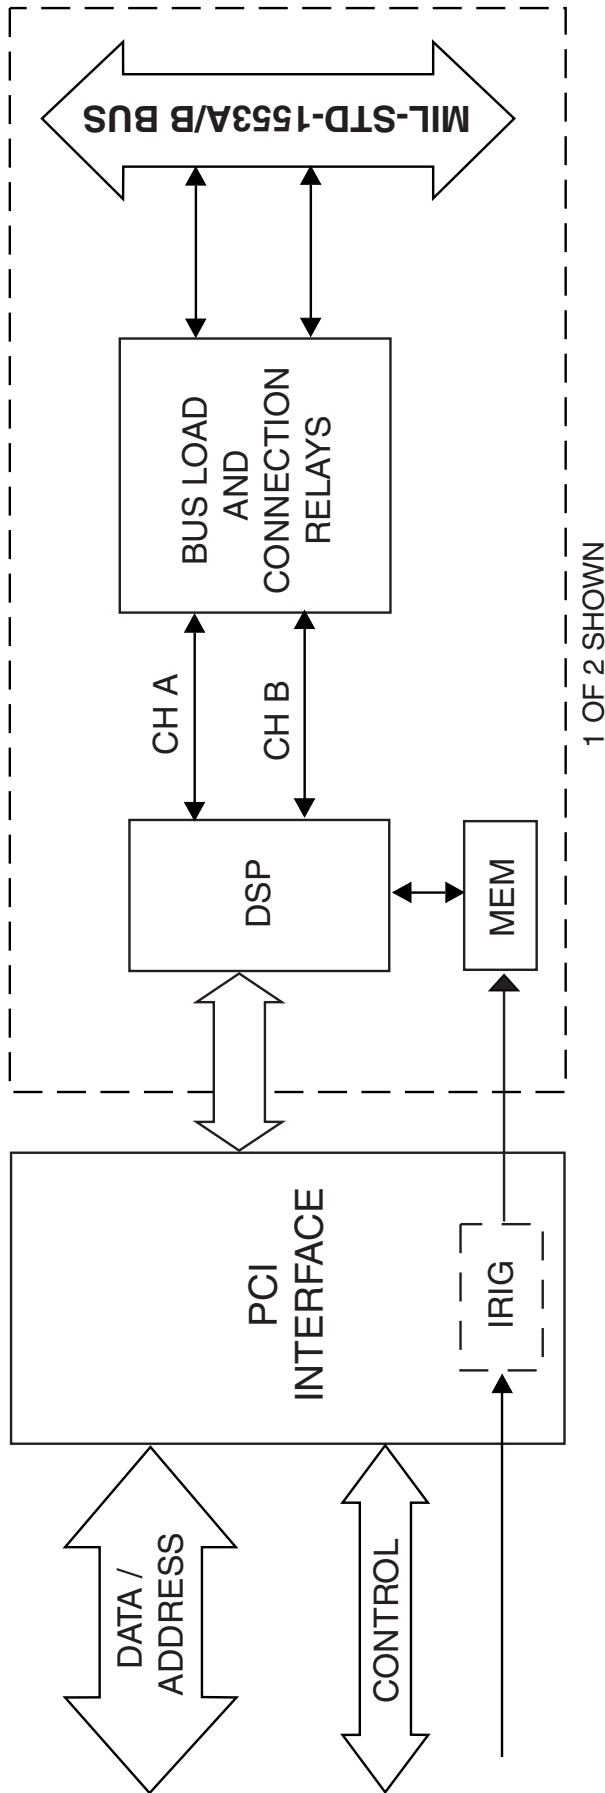 DATA /
ADDRESS
CONTROL
PCI
INTERFACE
IRIG
DSP
MEM
CH A
CH B
BUS LOAD
AND
CONNECTION
RELAYS
MIL-STD-1553A/B BUS
1 OF 2 SHOWN